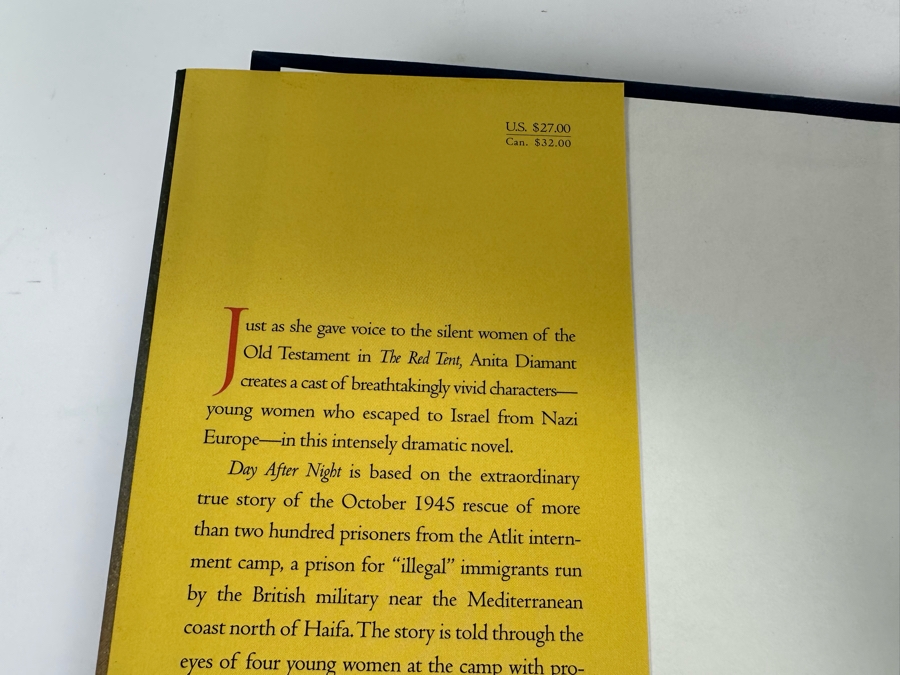 U.S. $27.00
Can. $32.00
Just as she gave voice to the silent women of the
Old Testament in The Red Tent, Anita Diamant
creates a cast of breathtakingly vivid characters—
young women who escaped to Israel from Nazi
Europe—in this intensely dramatic novel.
Day After Night is based on the extraordinary
true story of the October 1945 rescue of more
than two hundred prisoners from the Atlit intern-
ment camp, a prison for “illegal” immigrants run
by the British military near the Mediterranean
coast north of Haifa. The story is told through the
eyes of four young women at the camp with pro-